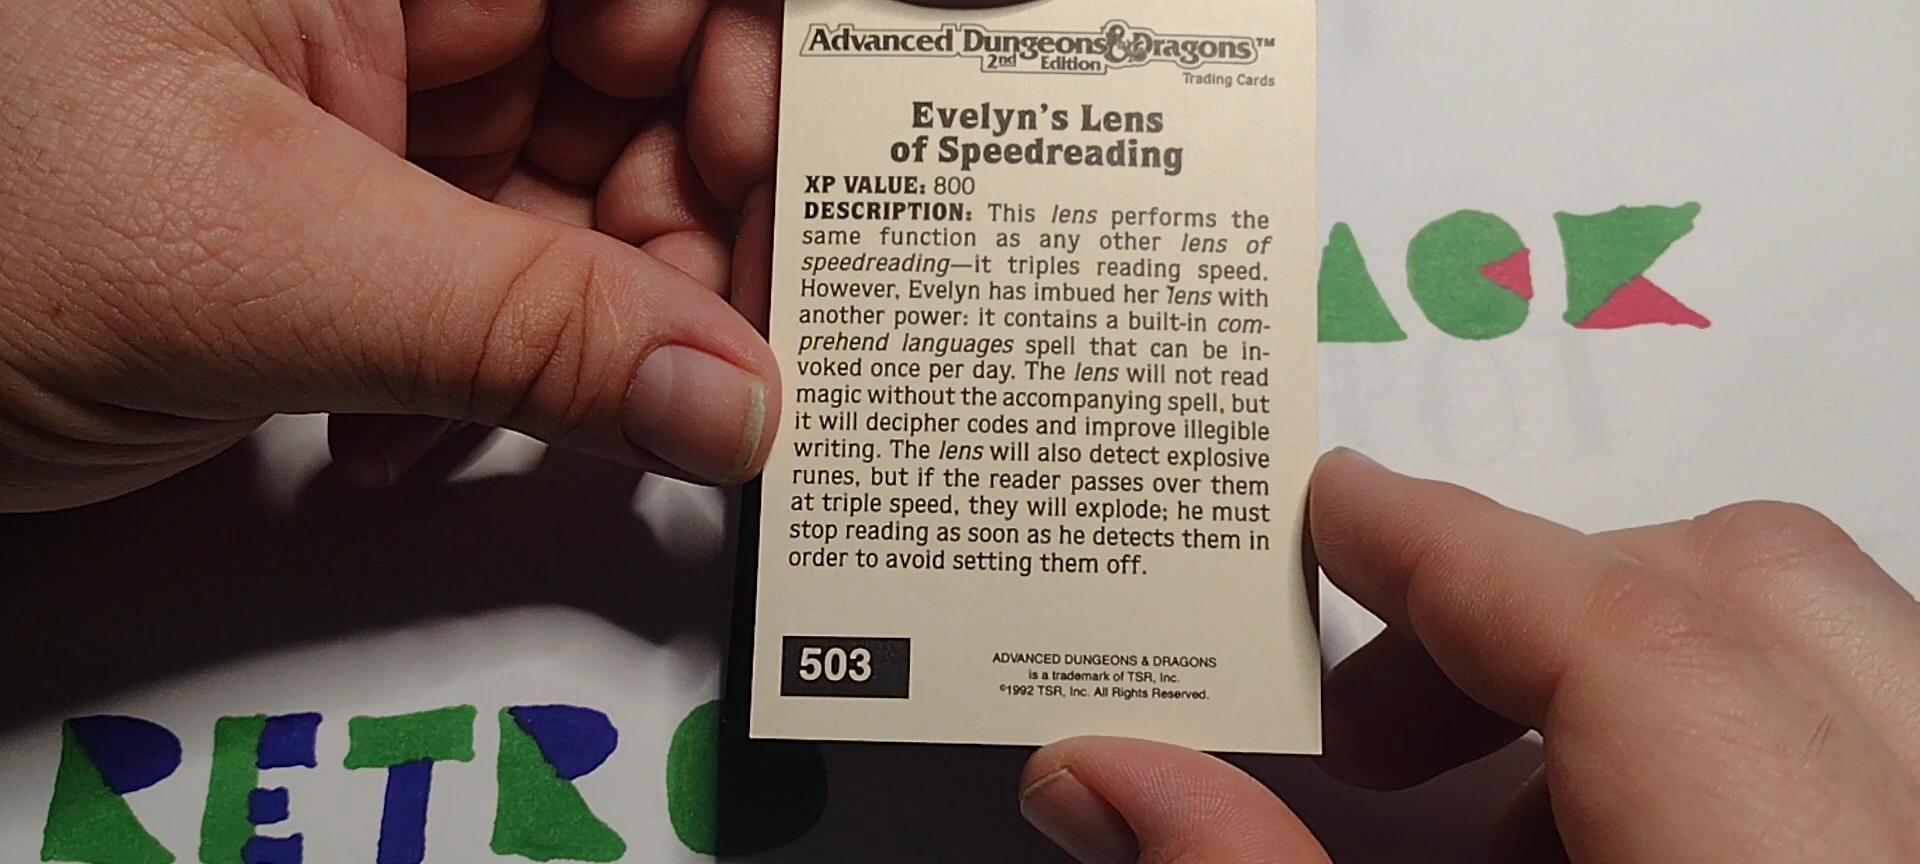 Advanced Dungeons & Dragons™
2nd Edition
Trading Cards
Evelyn's Lens
of Speedreading
XP VALUE: 800
DESCRIPTION: This lens performs the
same function as any other lens of
speedreading—it triples reading speed.
However, Evelyn has imbued her lens with
another power: it contains a built-in com-
prehend languages spell that can be in-
voked once per day. The lens will not read
magic without the accompanying spell, but
it will decipher codes and improve illegible
writing. The lens will also detect explosive
runes, but if the reader passes over them
at triple speed, they will explode; he must
stop reading as soon as he detects them in
order to avoid setting them off.
503
ADVANCED DUNGEONS & DRAGONS
is a trademark of TSR, Inc.
©1992 TSR, Inc. All Rights Reserved.
ACK
RETRO